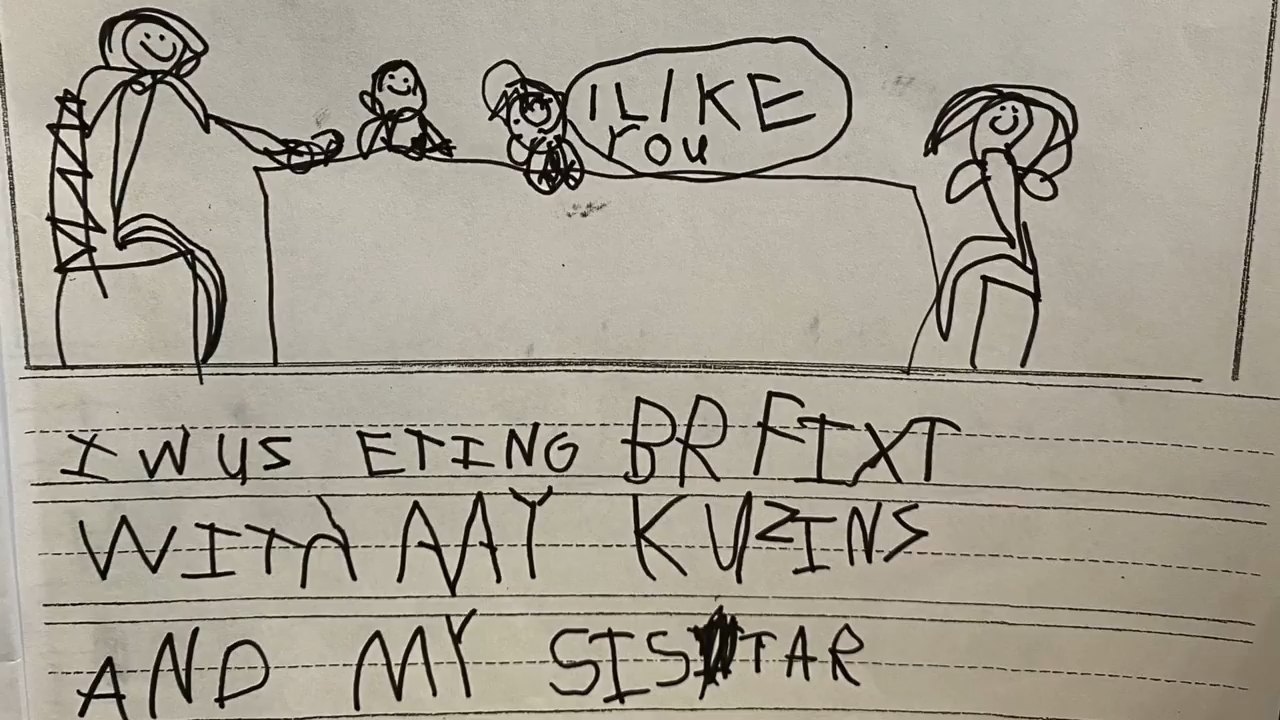 I LIKE
You
I WUS ETING BRFIXT
WITh MY KUZINS
AND MY SISTAR